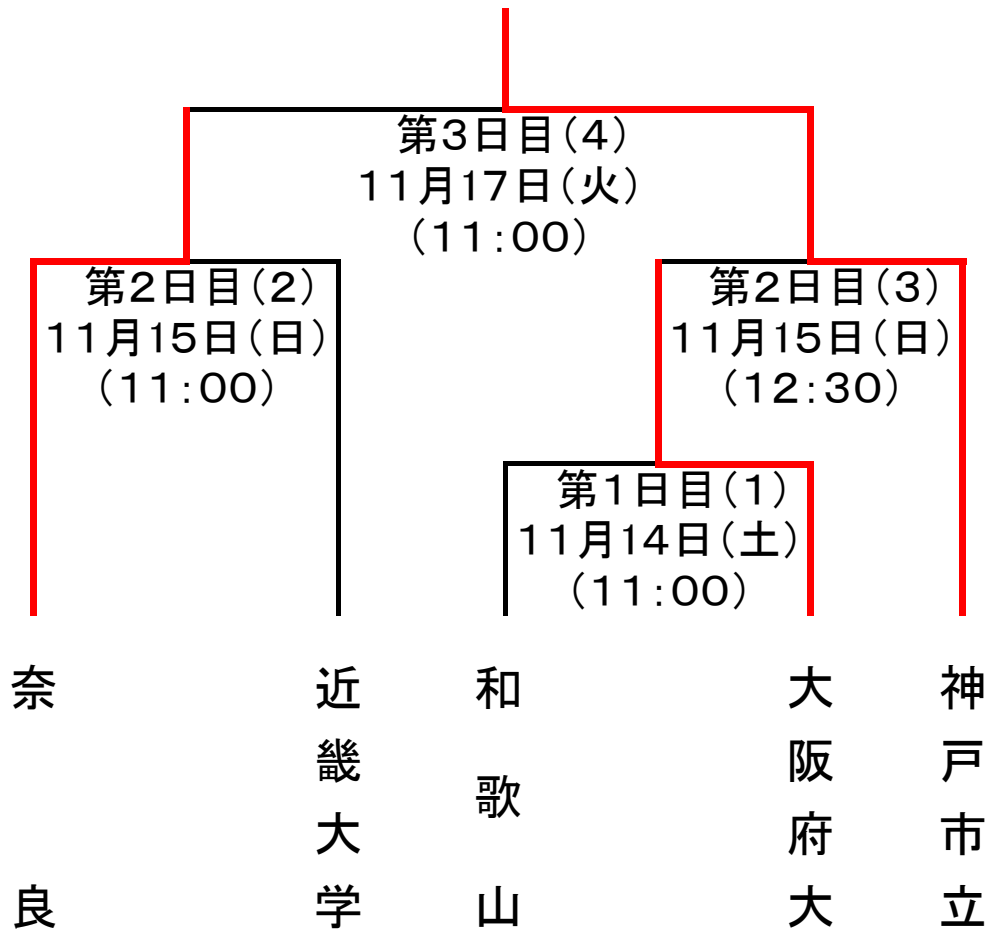 第3日目(4)
11月17日(火)
(11:00)
第2日目(2)
11月15日(日)
(11:00)
第2日目(3)
11月15日(日)
(12:30)
第1日目(1)
11月14日(土)
(11:00)
奈良
近畿大学
和歌山
大阪府大
神戸市立